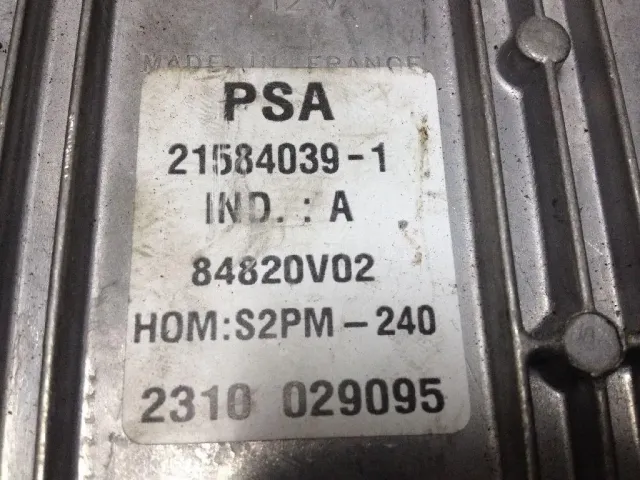 12 V
MADE IN FRANCE
PSA
21584039-1
IND. : A
84820V02
HOM:S2PM-240
2310 029095